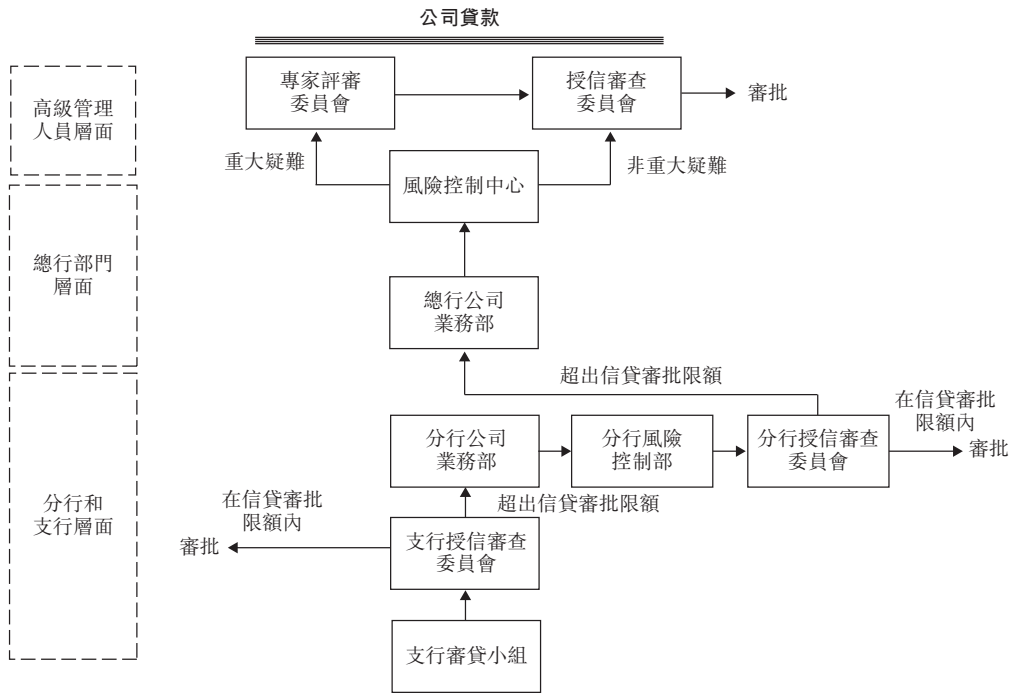 公司貸款
高級管理
人員層面
專家評審
委員會
授信審查
委員會
審批
重大疑難
非重大疑難
風險控制中心
總行部門
層面
總行公司
業務部
超出信貸審批限額
在信貸審批
限額內
分行公司
業務部
分行風險
控制部
分行授信審查
委員會
審批
分行和
支行層面
在信貸審批
限額內
超出信貸審批限額
審批
支行授信審查
委員會
支行審貸小組